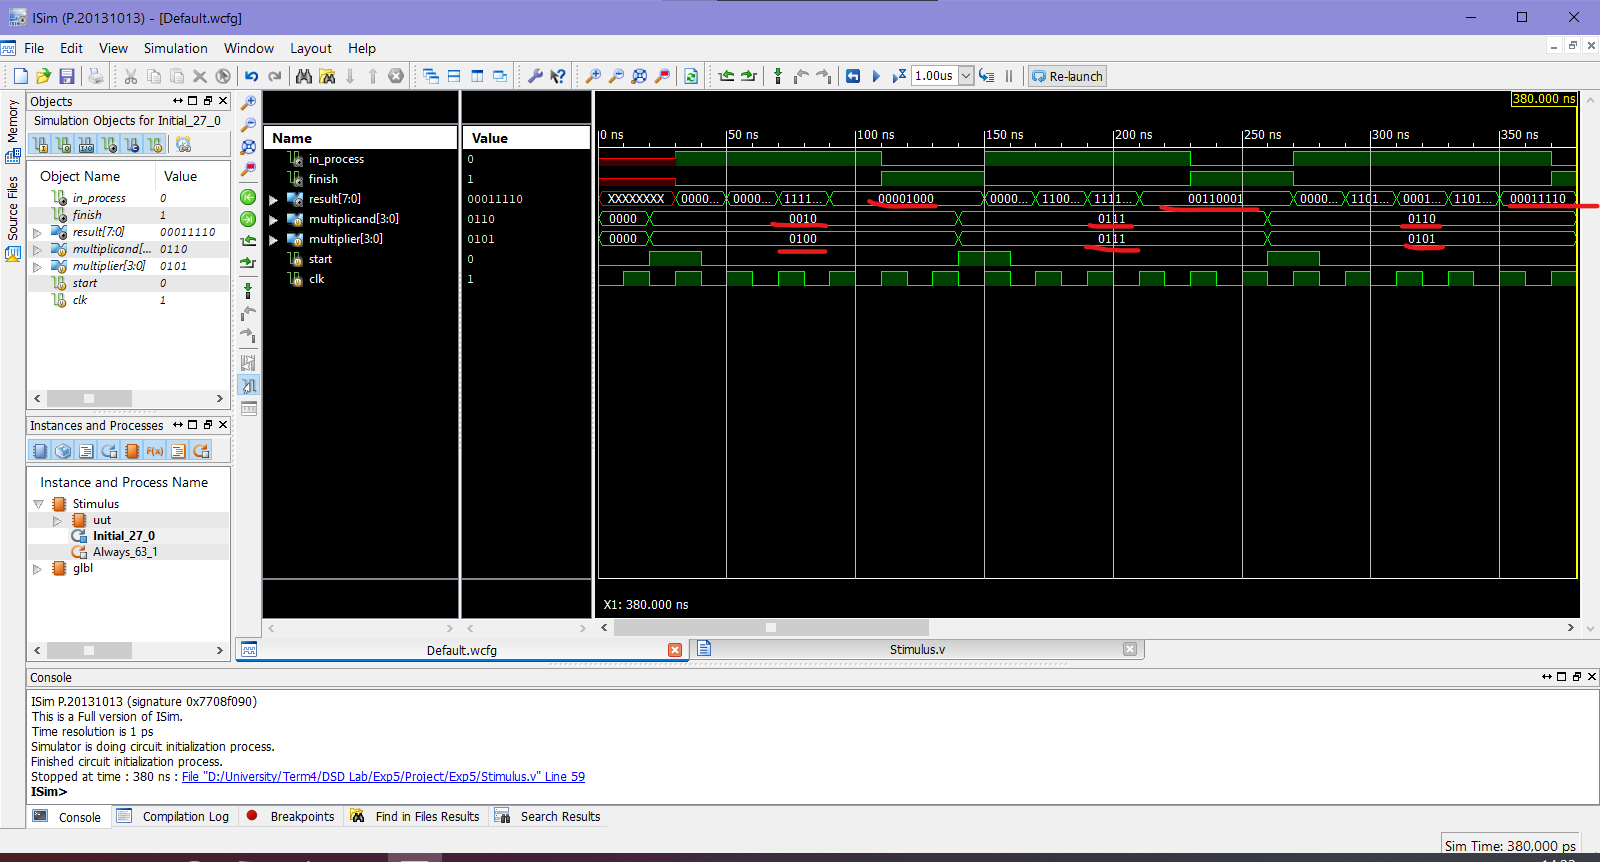 ISim (P.20131013) - [Default.wcfg]
File Edit View Simulation Window Layout Help
1.00us Re-launch
Memory
Source Files
Objects
Simulation Objects for Initial_27_0
Object Name Value
in_process 0
finish 1
result[7:0] 00011110
multiplicand[... 0110
multiplier[3:0] 0101
start 0
clk 1
Instances and Processes
Instance and Process Name
Stimulus
uut
Initial_27_0
Always_63_1
glbl
Name Value
in_process 0
finish 1
result[7:0] 00011110
multiplicand[3:0] 0110
multiplier[3:0] 0101
start 0
clk 1
380.000 ns
0 ns 50 ns 100 ns 150 ns 200 ns 250 ns 300 ns 350 ns
XXXXXXXX 0000... 0000... 1111... 00001000 0000... 1100... 1111... 00110001 0000... 1101... 0001... 1101... 00011110
0000 0010 0111 0110
0000 0100 0111 0101
X1: 380.000 ns
Default.wcfg Stimulus.v
Console
ISim P.20131013 (signature 0x7708f090)
This is a Full version of ISim.
Time resolution is 1 ps
Simulator is doing circuit initialization process.
Finished circuit initialization process.
Stopped at time : 380 ns : File "D:/University/Term4/DSD Lab/Exp5/Project/Exp5/Stimulus.v" Line 59
ISim>
Console Compilation Log Breakpoints Find in Files Results Search Results
Sim Time: 380,000 ps